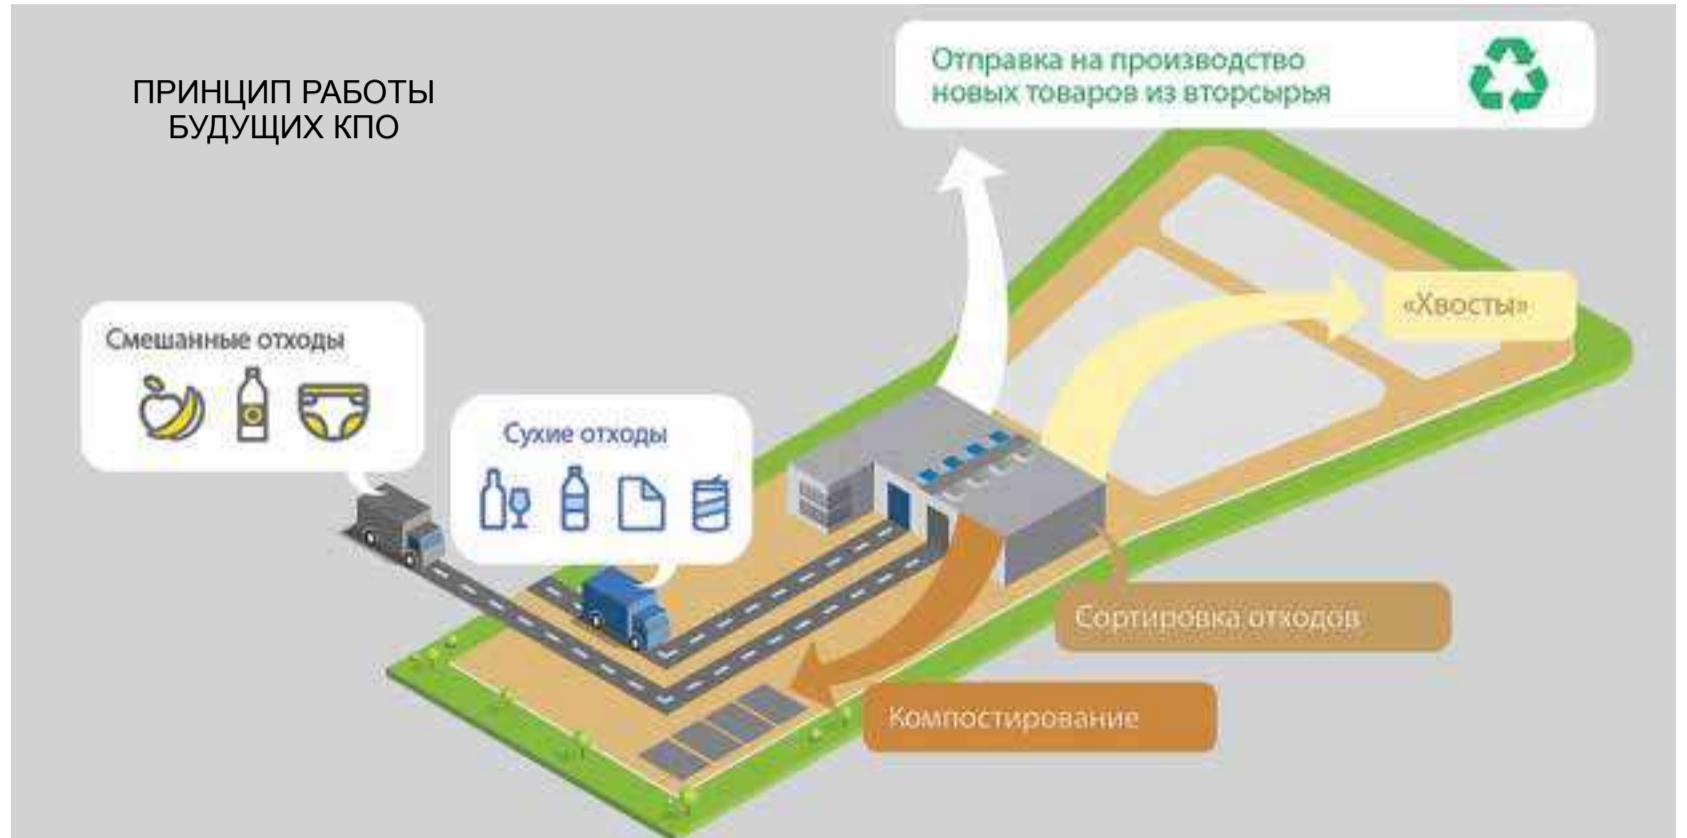 ПРИНЦИП РАБОТЫ
БУДУЩИХ КПО
Отправка на производство
новых товаров из вторсырья
«Хвосты»
Смешанные отходы
Сухие отходы
Сортировка отходов
Компостирование